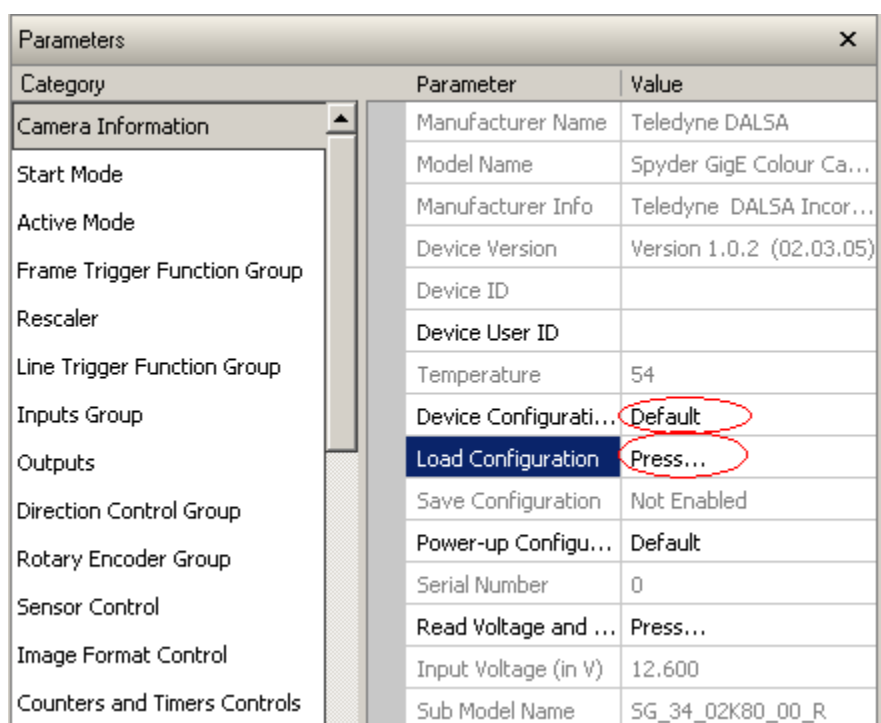 Parameters
Category
Parameter Value
Camera Information
Start Mode
Active Mode
Frame Trigger Function Group
Rescaler
Line Trigger Function Group
Inputs Group
Outputs
Direction Control Group
Rotary Encoder Group
Sensor Control
Image Format Control
Counters and Timers Controls
Manufacturer Name Teledyne DALSA
Model Name Spyder GigE Colour Ca...
Manufacturer Info Teledyne DALSA Incor...
Device Version Version 1.0.2 (02.03.05)
Device ID
Device User ID
Temperature 54
Device Configurati... Default
Load Configuration Press...
Save Configuration Not Enabled
Power-up Configu... Default
Serial Number 0
Read Voltage and ... Press...
Input Voltage (in V) 12.600
Sub Model Name SG_34_02K80_00_R